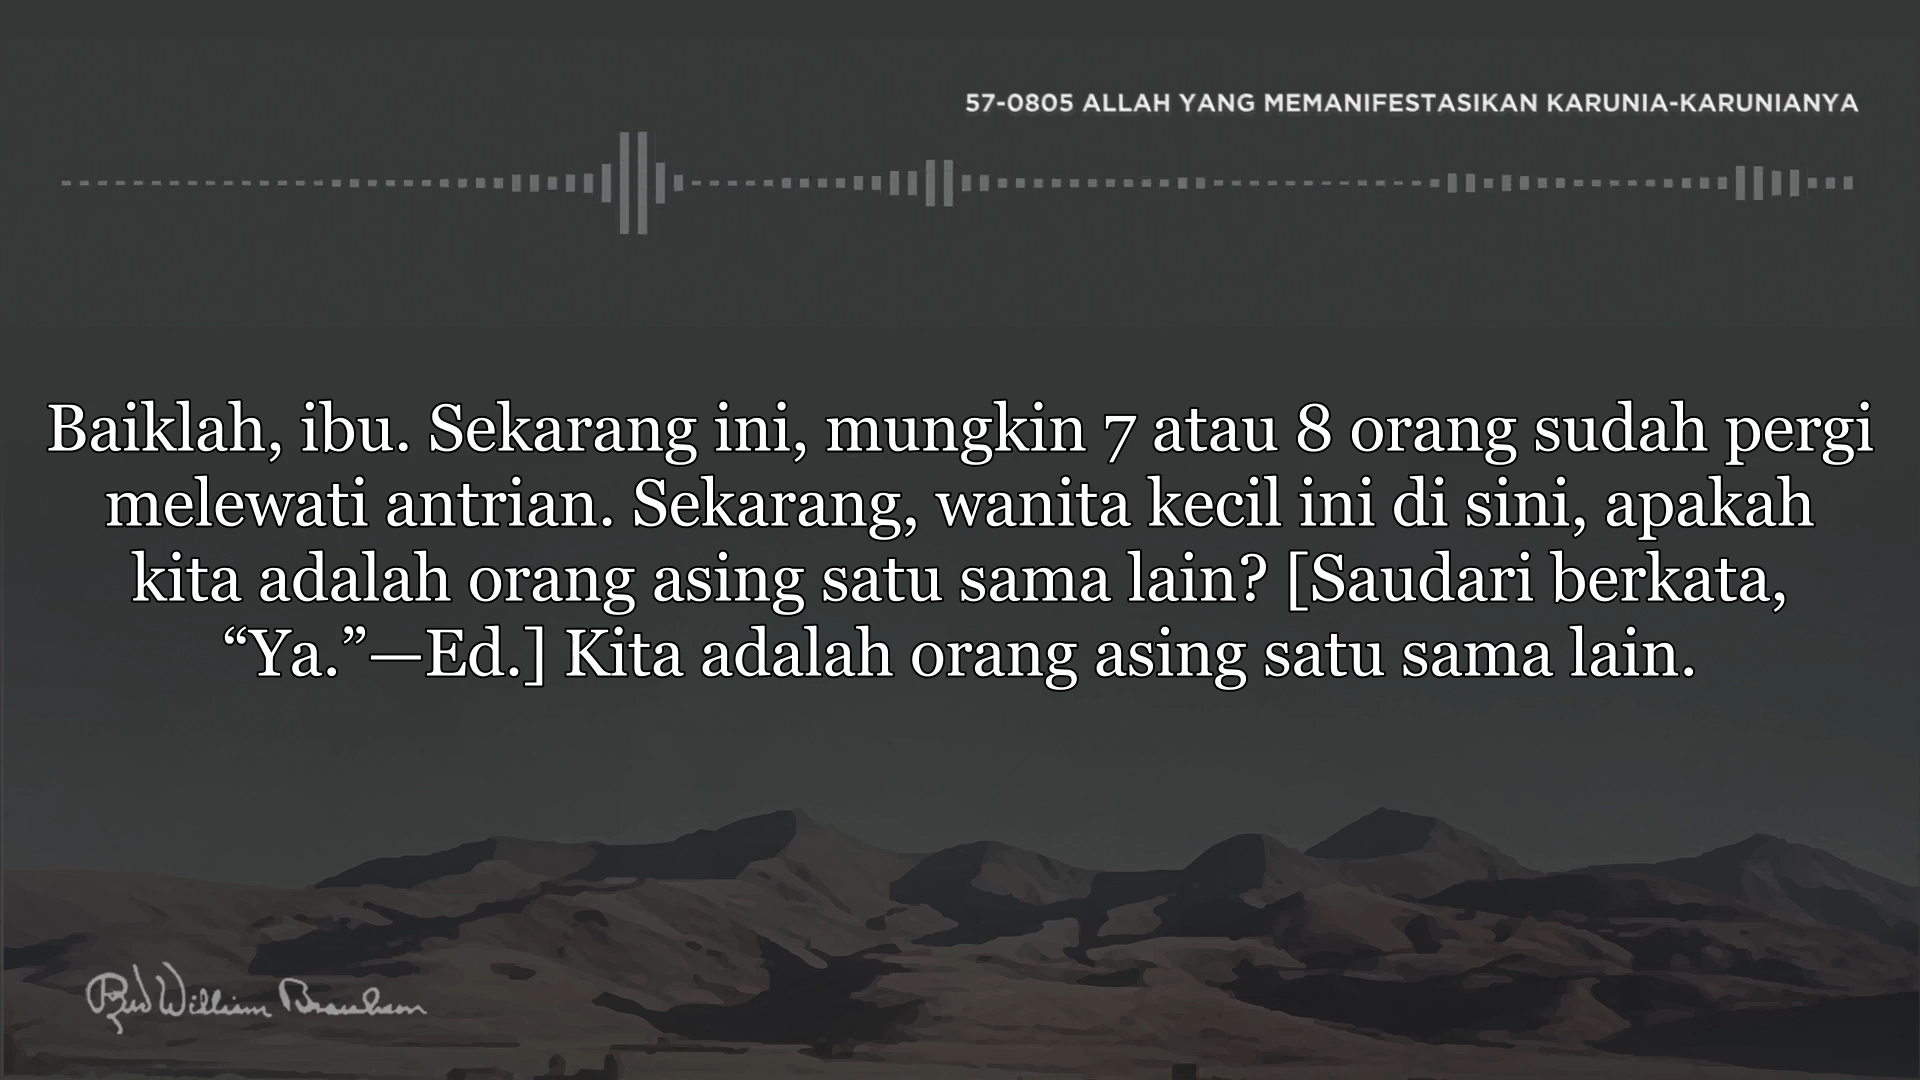 57-0805 ALLAH YANG MEMANIFESTASIKAN KARUNIA-KARUNIANYA
Baiklah, ibu. Sekarang ini, mungkin 7 atau 8 orang sudah pergi
melewati antrian. Sekarang, wanita kecil ini di sini, apakah
kita adalah orang asing satu sama lain? [Saudari berkata,
“Ya.”—Ed.] Kita adalah orang asing satu sama lain.
Rev William Branham